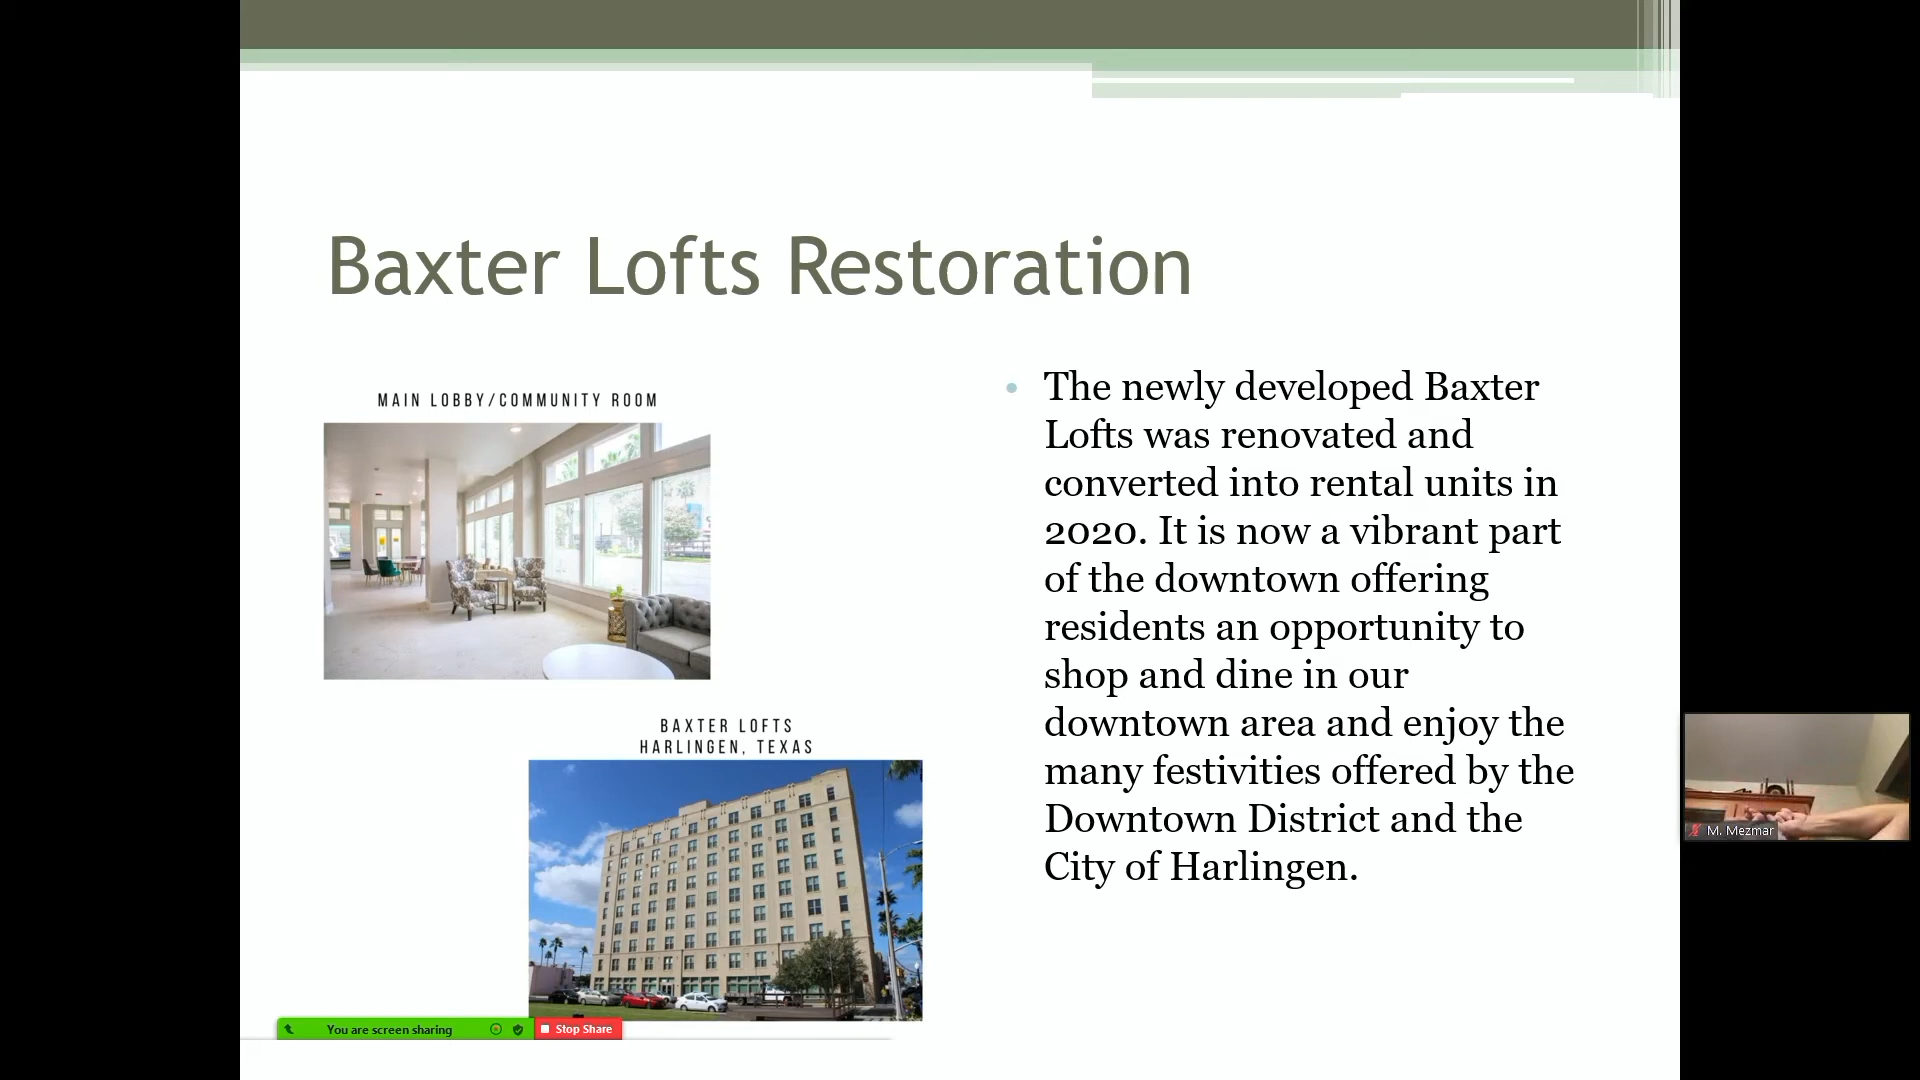 Baxter Lofts Restoration
MAIN LOBBY/COMMUNITY ROOM
BAXTER LOFTS
HARLINGEN, TEXAS
• The newly developed Baxter
Lofts was renovated and
converted into rental units in
2020. It is now a vibrant part
of the downtown offering
residents an opportunity to
shop and dine in our
downtown area and enjoy the
many festivities offered by the
Downtown District and the
City of Harlingen.
M. Mezmar
You are screen sharing
Stop Share